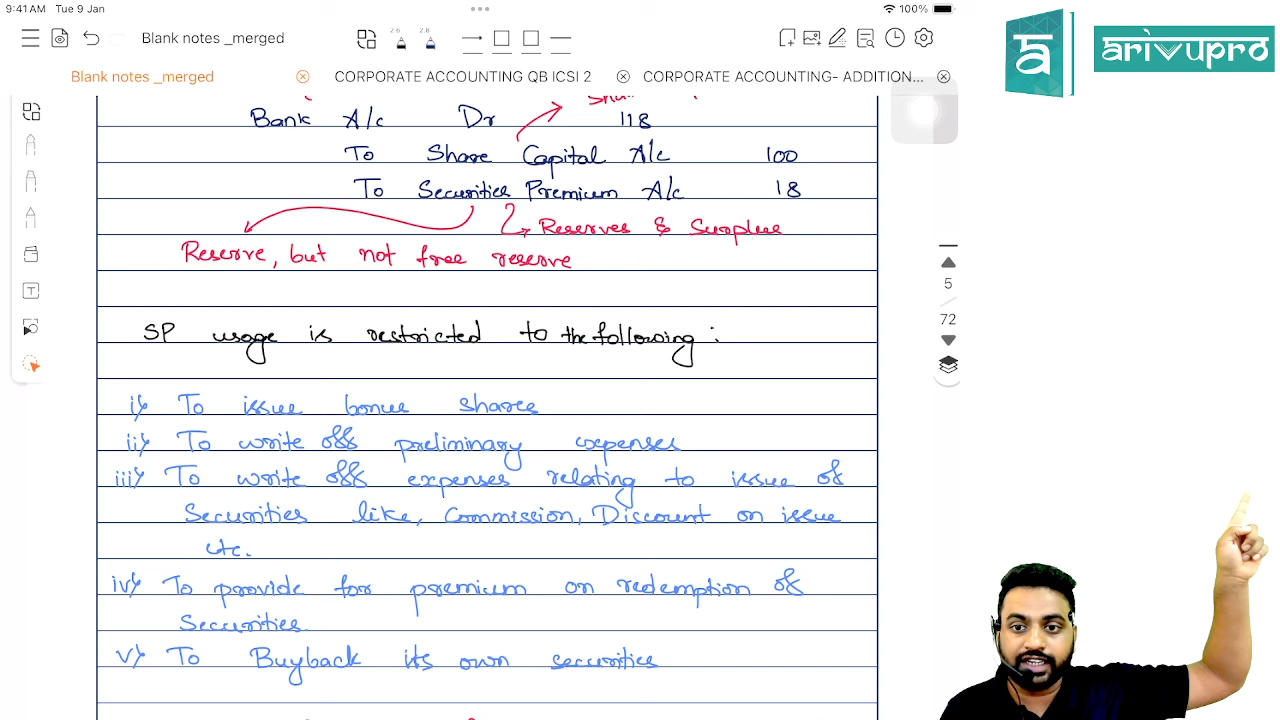 9:41 AM Tue 9 Jan
100%
Blank notes _merged
2.6 2.8
Blank notes _merged
CORPORATE ACCOUNTING QB ICSI 2
CORPORATE ACCOUNTING- ADDITION...
Bank A/c Dr 118
To Share Capital A/c 100
To Securities Premium A/c 18
Reserves & Surplus
Reserve, but not free reserve
SP usage is restricted to the following :
i) To issue bonus shares
ii) To write off preliminary expenses
iii) To write off expenses relating to issue of
Securities like, Commission, Discount on issue
etc.
iv) To provide for premium on redemption of
Securities
v) To Buyback its own securities
5
72
a
arivupro